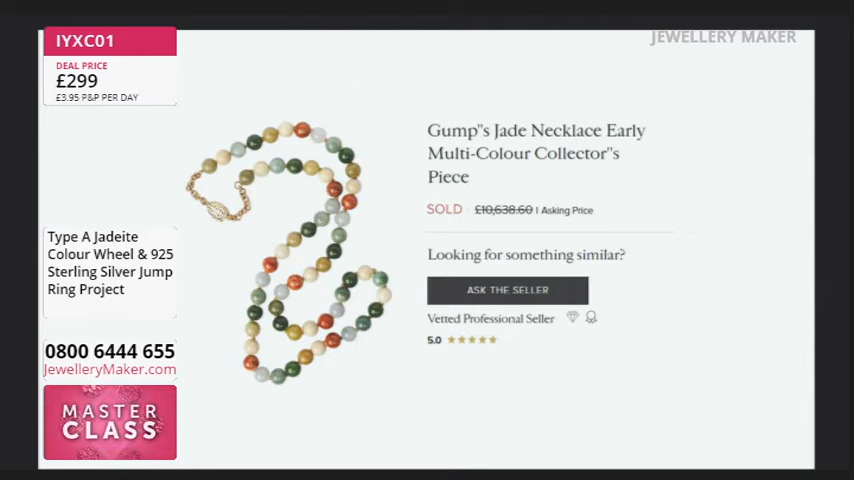 IYXC01
DEAL PRICE
£299
£3.95 P&P PER DAY
Type A Jadeite
Colour Wheel & 925
Sterling Silver Jump
Ring Project
0800 6444 655
JewelleryMaker.com
MASTER
CLASS
JEWELLERY MAKER
Gump"s Jade Necklace Early
Multi-Colour Collector"s
Piece
SOLD £10,638.60 | Asking Price
Looking for something similar?
ASK THE SELLER
Vetted Professional Seller
5.0